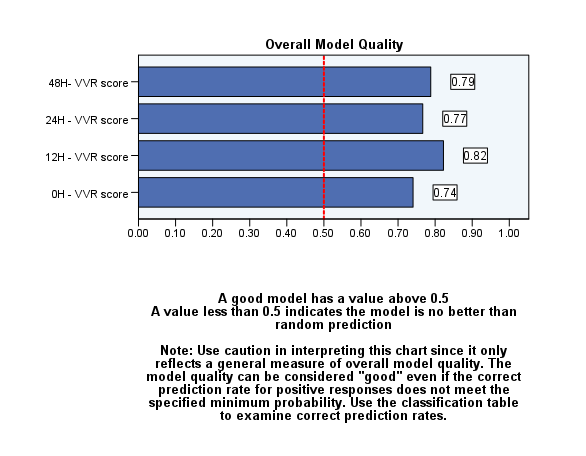 Overall Model Quality
48H- VVR score
0.79
24H - VVR score
0.77
12H - VVR score
0.82
0H - VVR score
0.74
0.00 0.10 0.20 0.30 0.40 0.50 0.60 0.70 0.80 0.90 1.00
A good model has a value above 0.5
A value less than 0.5 indicates the model is no better than
random prediction
Note: Use caution in interpreting this chart since it only
reflects a general measure of overall model quality. The
model quality can be considered "good" even if the correct
prediction rate for positive responses does not meet the
specified minimum probability. Use the classification table
to examine correct prediction rates.